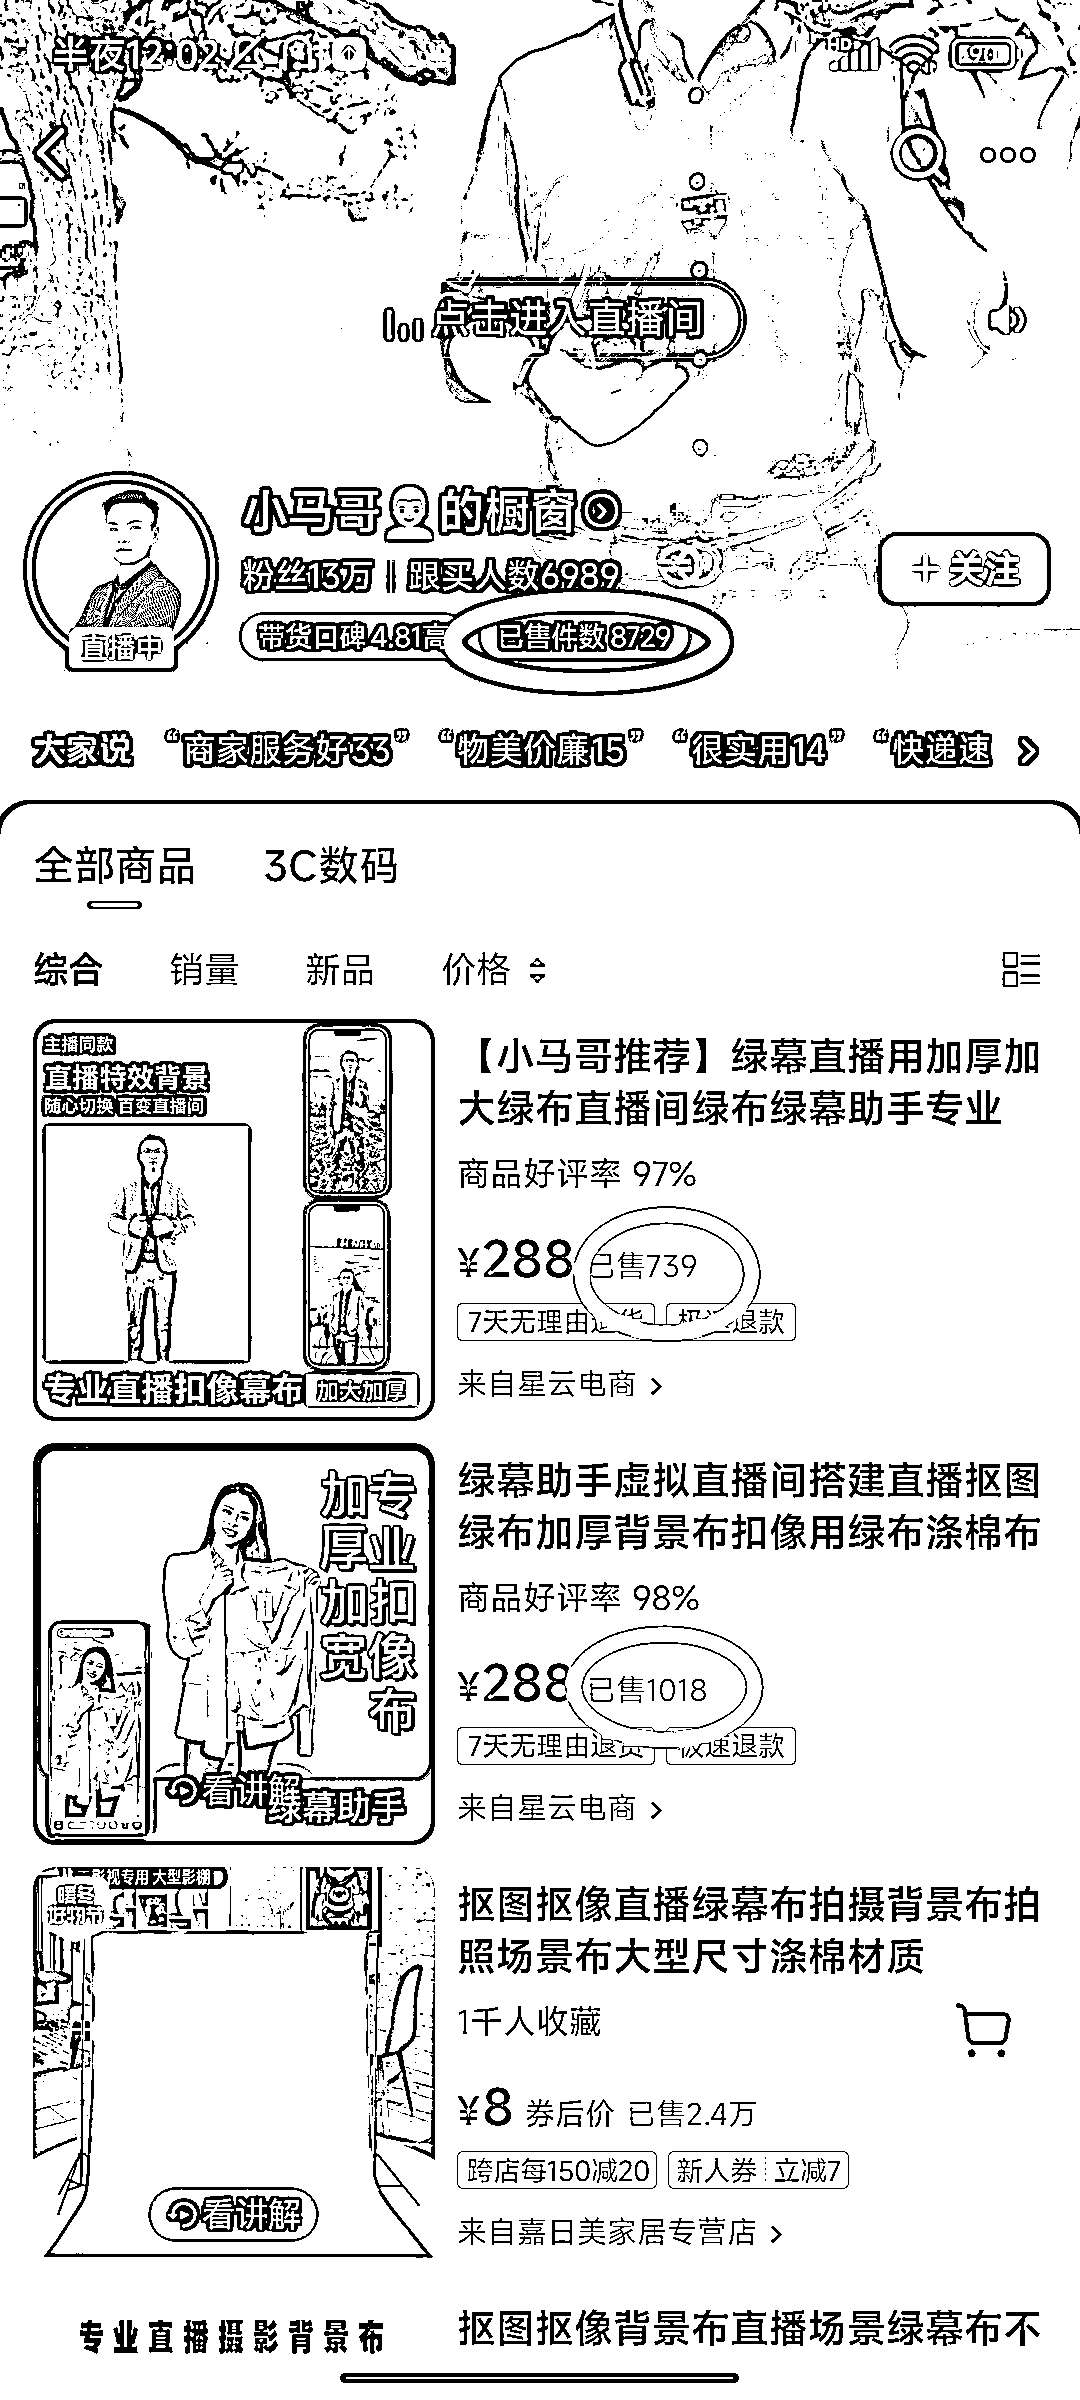 半夜12:02
HD
90
点击进入直播间
小马哥的橱窗
粉丝13万 跟买人数6989
+关注
直播中
带货口碑 4.81高
已售件数 8729
大家说 “商家服务好33” “物美价廉15” “很实用14” “快递速
全部商品 3C数码
综合 销量 新品 价格
主播同款
直播特效背景
随心切换 百变直播间
专业直播扣像幕布
加大加厚
【小马哥推荐】绿幕直播用加厚加
大绿布直播间绿布绿幕助手专业
商品好评率 97%
¥288 已售739
7天无理由退货 极速退款
来自星云电商
专业扣像布
加厚加宽
看讲解
绿幕助手
绿幕助手虚拟直播间搭建直播抠图
绿布加厚背景布扣像用绿布涤棉布
商品好评率 98%
¥288 已售1018
7天无理由退货 极速退款
来自星云电商
影视专用 大型影棚
暖冬
好物节
看讲解
抠图抠像直播绿幕布拍摄背景布拍
照场景布大型尺寸涤棉材质
1千人收藏
¥8 券后价 已售2.4万
跨店每150减20 新人券 立减7
来自嘉日美家居专营店
专业直播摄影背景布
抠图抠像背景布直播场景绿幕布不